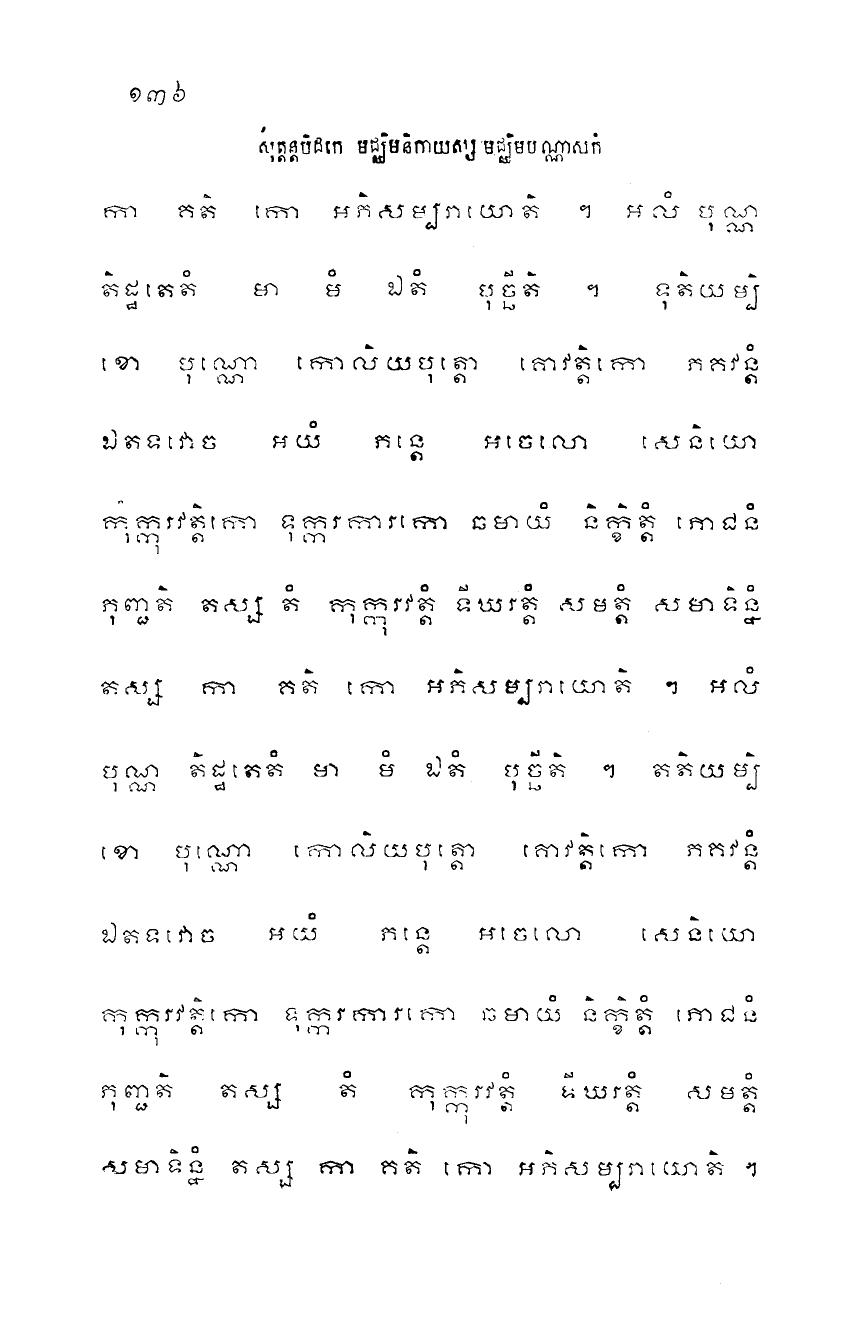 ១៣៦
សុត្តន្តបិដកេ មជ្ឈិមនិកាយស្ស មជ្ឈិមបណ្ណាសកំ
កា គតិ កោ អភិសម្បរាយោតិ ។ អលំ បុណ្ណ
តិដ្ឋតេតំ មា មំ ឯតំ បុច្ឆីតិ ។ ទុតិយម្បិ
ខោ បុណ្ណោ កោលិយបុត្តោ គោវត្តិកោ ភគវន្តំ
ឯតទវោច អយំ ភន្តេ អចេលោ សេនិយោ
កុក្កុរវត្តិកោ ទុក្ករការកោ ឆមាយំ និក្ខិត្តំ ភោជនំ
ភុញ្ជតិ តស្ស តំ កុក្កុរវត្តំ ទីឃរត្តំ សមត្តំ សមាទិន្នំ
តស្ស កា គតិ កោ អភិសម្បរាយោតិ ។ អលំ
បុណ្ណ តិដ្ឋតេតំ មា មំ ឯតំ បុច្ឆីតិ ។ តតិយម្បិ
ខោ បុណ្ណោ កោលិយបុត្តោ គោវត្តិកោ ភគវន្តំ
ឯតទវោច អយំ ភន្តេ អចេលោ សេនិយោ
កុក្កុរវត្តិកោ ទុក្ករការកោ ឆមាយំ និក្ខិត្តំ ភោជនំ
ភុញ្ជតិ តស្ស តំ កុក្កុរវត្តំ ទីឃរត្តំ សមត្តំ
សមាទិន្នំ តស្ស កា គតិ កោ អភិសម្បរាយោតិ ។